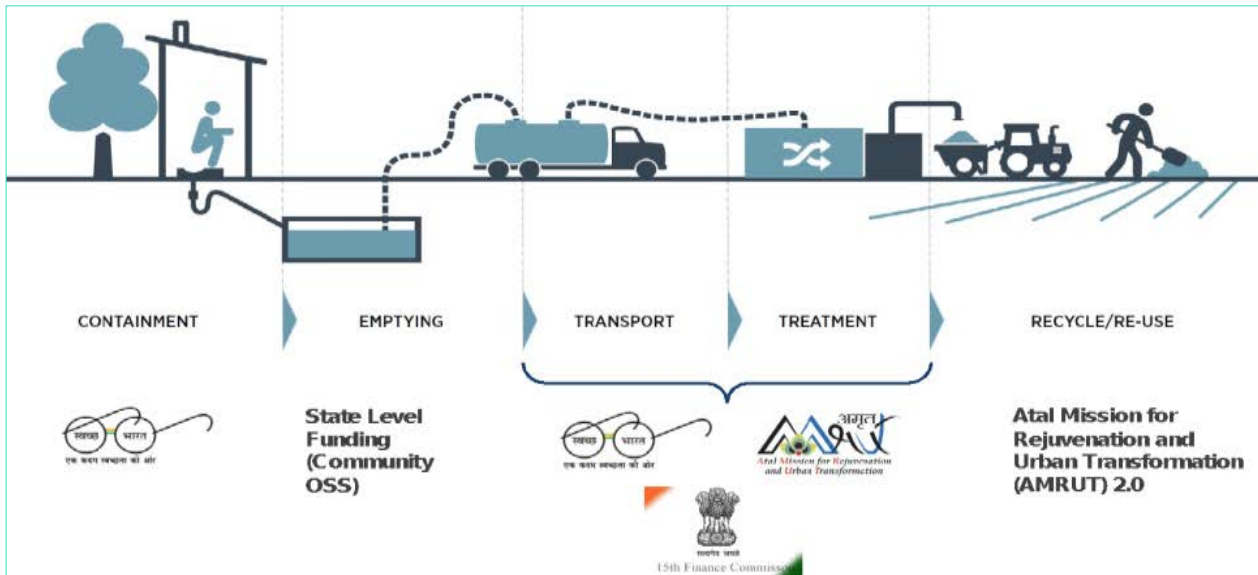 CONTAINMENT
EMPTYING
TRANSPORT
TREATMENT
RECYCLE/RE-USE
स्वच्छ भारत
एक कदम स्वच्छता की ओर
State Level
Funding
(Community
OSS)
स्वच्छ भारत
एक कदम स्वच्छता की ओर
अमृत
Atal Mission for Rejuvenation
and Urban Transformation
सत्यमेव जयते
15th Finance Commiss
Atal Mission for
Rejuvenation and
Urban Transformation
(AMRUT) 2.0